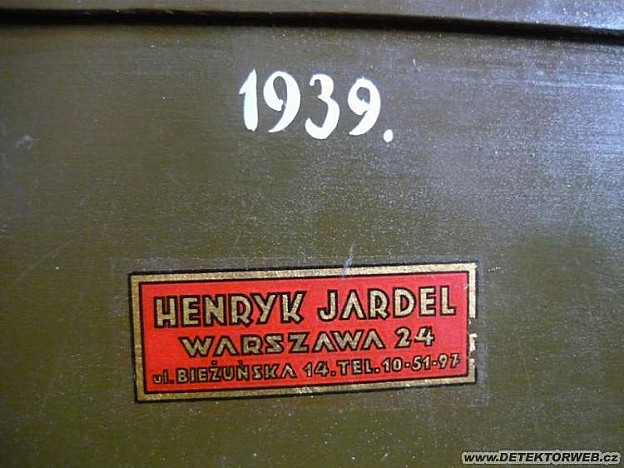 1939.
HENRYK JARDEL
WARSZAWA 24
ul. BIEŻUŃSKA 14. TEL. 10-51-97
www.DETEKTORWEB.cz